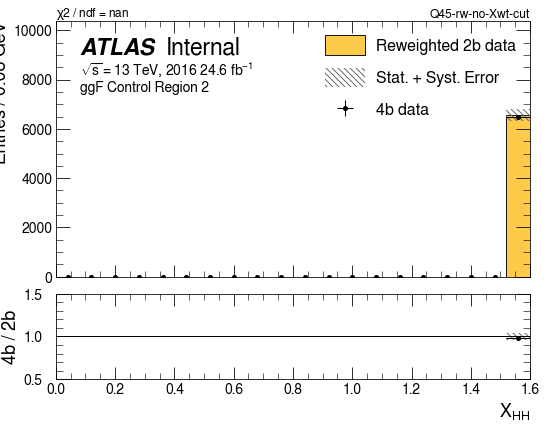 χ2 / ndf = nan
Q45-rw-no-Xwt-cut
ATLAS Internal
√s = 13 TeV, 2016 24.6 fb⁻¹
ggF Control Region 2
Reweighted 2b data
Stat. + Syst. Error
4b data
10000
8000
6000
4000
2000
0
4b / 2b
1.5
1.0
0.5
0.0 0.2 0.4 0.6 0.8 1.0 1.2 1.4 1.6
X_HH